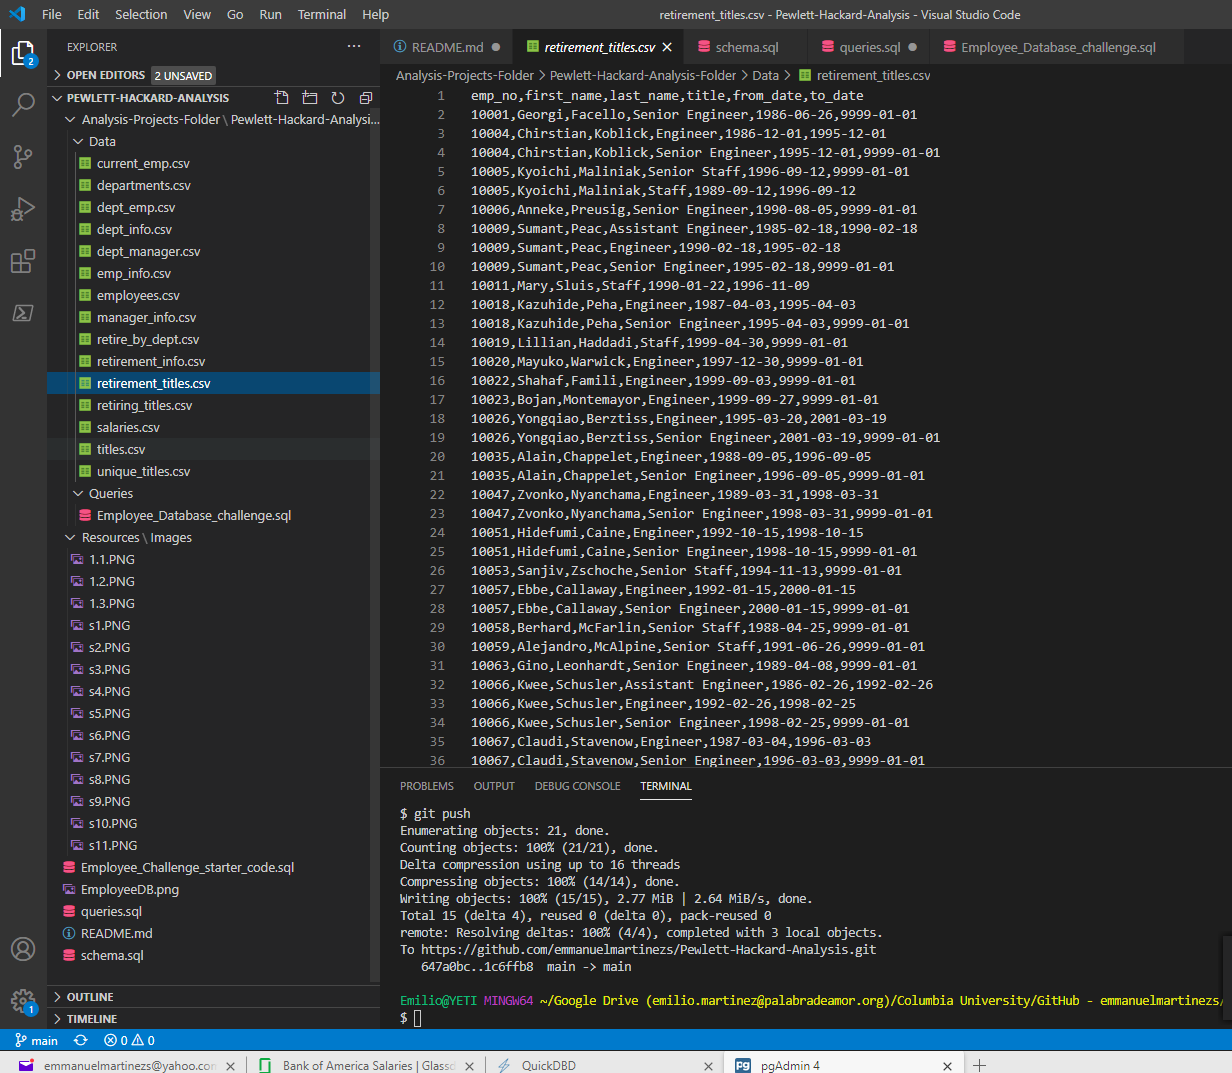 File Edit Selection View Go Run Terminal Help retirement_titles.csv - Pewlett-Hackard-Analysis - Visual Studio Code
EXPLORER
2
OPEN EDITORS 2 UNSAVED
PEWLETT-HACKARD-ANALYSIS
Analysis-Projects-Folder \ Pewlett-Hackard-Analysi...
Data
current_emp.csv
departments.csv
dept_emp.csv
dept_info.csv
dept_manager.csv
emp_info.csv
employees.csv
manager_info.csv
retire_by_dept.csv
retirement_info.csv
retirement_titles.csv
retiring_titles.csv
salaries.csv
titles.csv
unique_titles.csv
Queries
Employee_Database_challenge.sql
Resources \ Images
1.1.PNG
1.2.PNG
1.3.PNG
s1.PNG
s2.PNG
s3.PNG
s4.PNG
s5.PNG
s6.PNG
s7.PNG
s8.PNG
s9.PNG
s10.PNG
s11.PNG
Employee_Challenge_starter_code.sql
EmployeeDB.png
queries.sql
README.md
schema.sql
OUTLINE
1
TIMELINE
README.md retirement_titles.csv schema.sql queries.sql Employee_Database_challenge.sql
Analysis-Projects-Folder > Pewlett-Hackard-Analysis-Folder > Data > retirement_titles.csv
1 emp_no,first_name,last_name,title,from_date,to_date
2 10001,Georgi,Facello,Senior Engineer,1986-06-26,9999-01-01
3 10004,Chirstian,Koblick,Engineer,1986-12-01,1995-12-01
4 10004,Chirstian,Koblick,Senior Engineer,1995-12-01,9999-01-01
5 10005,Kyoichi,Maliniak,Senior Staff,1996-09-12,9999-01-01
6 10005,Kyoichi,Maliniak,Staff,1989-09-12,1996-09-12
7 10006,Anneke,Preusig,Senior Engineer,1990-08-05,9999-01-01
8 10009,Sumant,Peac,Assistant Engineer,1985-02-18,1990-02-18
9 10009,Sumant,Peac,Engineer,1990-02-18,1995-02-18
10 10009,Sumant,Peac,Senior Engineer,1995-02-18,9999-01-01
11 10011,Mary,Sluis,Staff,1990-01-22,1996-11-09
12 10018,Kazuhide,Peha,Engineer,1987-04-03,1995-04-03
13 10018,Kazuhide,Peha,Senior Engineer,1995-04-03,9999-01-01
14 10019,Lillian,Haddadi,Staff,1999-04-30,9999-01-01
15 10020,Mayuko,Warwick,Engineer,1997-12-30,9999-01-01
16 10022,Shahaf,Famili,Engineer,1999-09-03,9999-01-01
17 10023,Bojan,Montemayor,Engineer,1999-09-27,9999-01-01
18 10026,Yongqiao,Berztiss,Engineer,1995-03-20,2001-03-19
19 10026,Yongqiao,Berztiss,Senior Engineer,2001-03-19,9999-01-01
20 10035,Alain,Chappelet,Engineer,1988-09-05,1996-09-05
21 10035,Alain,Chappelet,Senior Engineer,1996-09-05,9999-01-01
22 10047,Zvonko,Nyanchama,Engineer,1989-03-31,1998-03-31
23 10047,Zvonko,Nyanchama,Senior Engineer,1998-03-31,9999-01-01
24 10051,Hidefumi,Caine,Engineer,1992-10-15,1998-10-15
25 10051,Hidefumi,Caine,Senior Engineer,1998-10-15,9999-01-01
26 10053,Sanjiv,Zschoche,Senior Staff,1994-11-13,9999-01-01
27 10057,Ebbe,Callaway,Engineer,1992-01-15,2000-01-15
28 10057,Ebbe,Callaway,Senior Engineer,2000-01-15,9999-01-01
29 10058,Berhard,McFarlin,Senior Staff,1988-04-25,9999-01-01
30 10059,Alejandro,McAlpine,Senior Staff,1991-06-26,9999-01-01
31 10063,Gino,Leonhardt,Senior Engineer,1989-04-08,9999-01-01
32 10066,Kwee,Schusler,Assistant Engineer,1986-02-26,1992-02-26
33 10066,Kwee,Schusler,Engineer,1992-02-26,1998-02-25
34 10066,Kwee,Schusler,Senior Engineer,1998-02-25,9999-01-01
35 10067,Claudi,Stavenow,Engineer,1987-03-04,1996-03-03
36 10067,Claudi,Stavenow,Senior Engineer,1996-03-03,9999-01-01
PROBLEMS OUTPUT DEBUG CONSOLE TERMINAL
$ git push
Enumerating objects: 21, done.
Counting objects: 100% (21/21), done.
Delta compression using up to 16 threads
Compressing objects: 100% (14/14), done.
Writing objects: 100% (15/15), 2.77 MiB | 2.64 MiB/s, done.
Total 15 (delta 4), reused 0 (delta 0), pack-reused 0
remote: Resolving deltas: 100% (4/4), completed with 3 local objects.
To https://github.com/emmanuelmartinezs/Pewlett-Hackard-Analysis.git
647a0bc..1c6ffb8 main -> main
Emilio@YETI MINGW64 ~/Google Drive (emilio.martinez@palabradeamor.org)/Columbia University/GitHub - emmanuelmartinezs/
$
main 0 0
emmanuelmartinezs@yahoo.com Bank of America Salaries | Glassd QuickDBD pgAdmin 4